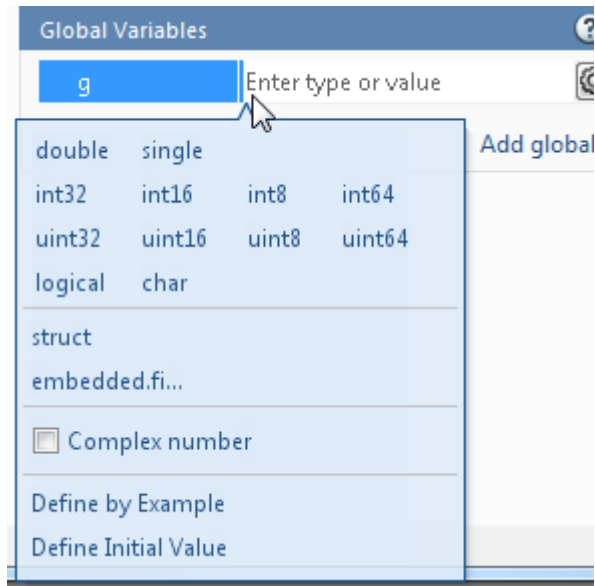 Global Variables
g Enter type or value
Add global
double single
int32 int16 int8 int64
uint32 uint16 uint8 uint64
logical char
struct
embedded.fi...
Complex number
Define by Example
Define Initial Value